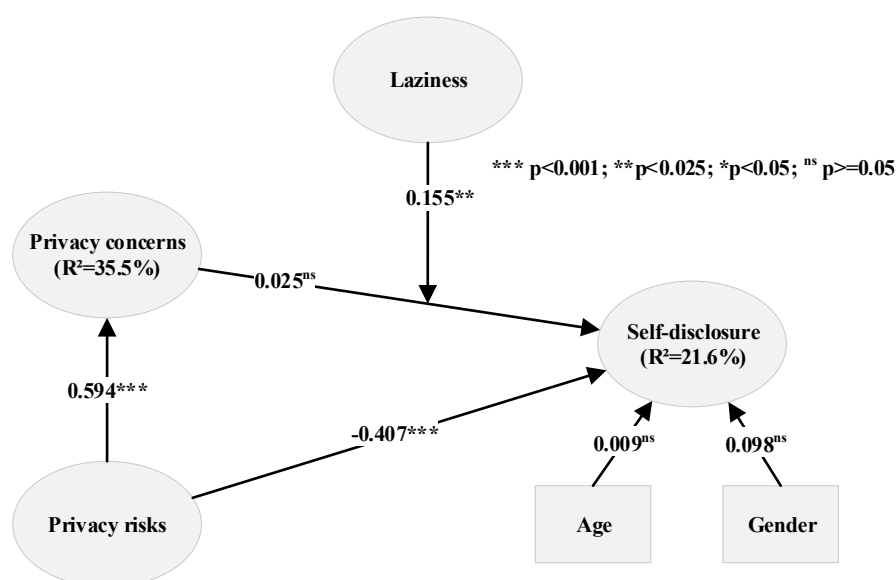 Laziness
*** p<0.001; **p<0.025; *p<0.05; ns p>=0.05
0.155**
Privacy concerns
(R²=35.5%)
0.025ns
Self-disclosure
(R²=21.6%)
0.594***
-0.407***
0.009ns
0.098ns
Privacy risks
Age
Gender